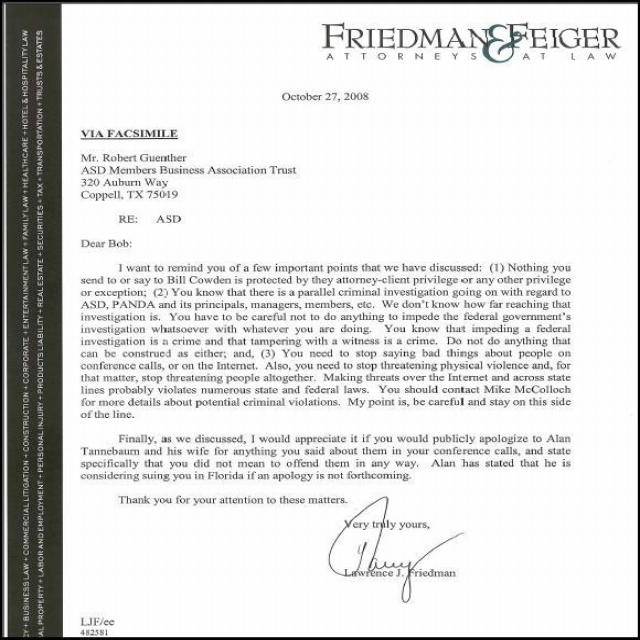 FRIEDMAN & FEIGER
ATTORNEYS AT LAW
October 27, 2008
VIA FACSIMILE
Mr. Robert Guenther
ASD Members Business Association Trust
320 Auburn Way
Coppell, TX 75019
RE: ASD
Dear Bob:
I want to remind you of a few important points that we have discussed: (1) Nothing you
send to or say to Bill Cowden is protected by they attorney-client privilege or any other privilege
or exception; (2) You know that there is a parallel criminal investigation going on with regard to
ASD, PANDA and its principals, managers, members, etc. We don't know how far reaching that
investigation is. You have to be careful not to do anything to impede the federal government's
investigation whatsoever with whatever you are doing. You know that impeding a federal
investigation is a crime and that tampering with a witness is a crime. Do not do anything that
can be construed as either; and, (3) You need to stop saying bad things about people on
conference calls, or on the Internet. Also, you need to stop threatening physical violence and, for
that matter, stop threatening people altogether. Making threats over the Internet and across state
lines probably violates numerous state and federal laws. You should contact Mike McColloch
for more details about potential criminal violations. My point is, be careful and stay on this side
of the line.
Finally, as we discussed, I would appreciate it if you would publicly apologize to Alan
Tannebaum and his wife for anything you said about them in your conference calls, and state
specifically that you did not mean to offend them in any way. Alan has stated that he is
considering suing you in Florida if an apology is not forthcoming.
Thank you for your attention to these matters.
Very truly yours,
Lawrence J. Friedman
LJF/ee
482581
TY • BUSINESS LAW • COMMERCIAL LITIGATION • CONSTRUCTION • CORPORATE • ENTERTAINMENT LAW • FAMILY LAW • HEALTHCARE • HOTEL & HOSPITALITY LAW
AL PROPERTY • LABOR AND EMPLOYMENT • PERSONAL INJURY • PRODUCTS LIABILITY • REAL ESTATE • SECURITIES • TAX • TRANSPORTATION • TRUSTS & ESTATES